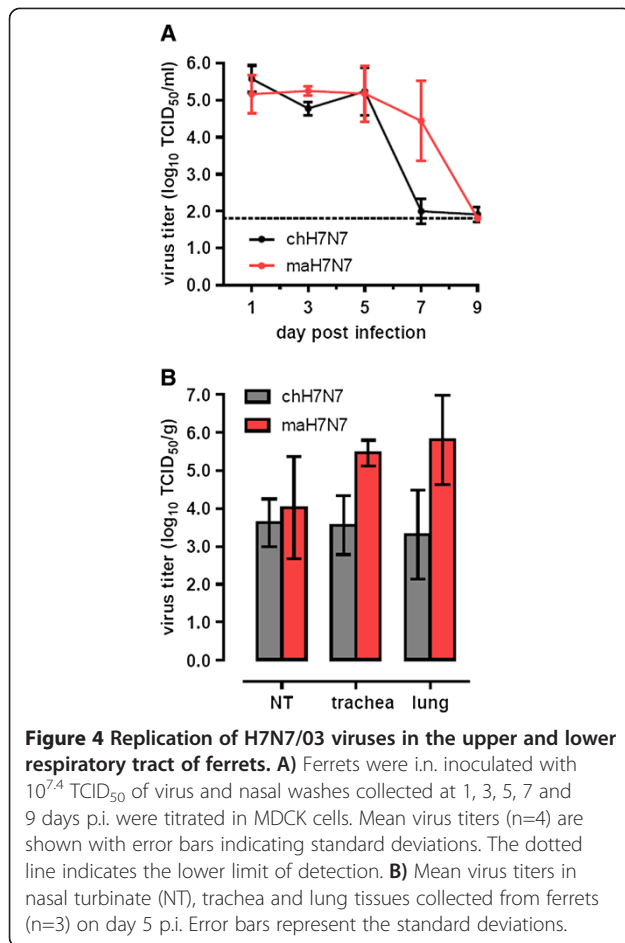 A
6.0
5.0
4.0
3.0
2.0
1.0
0.0
virus titer (log10 TCID50/ml)
chH7N7
maH7N7
1 3 5 7 9
day post infection
B
7.0
6.0
5.0
4.0
3.0
2.0
1.0
0.0
virus titer (log10 TCID50/g)
chH7N7
maH7N7
NT trachea lung
Figure 4 Replication of H7N7/03 viruses in the upper and lower
respiratory tract of ferrets. A) Ferrets were i.n. inoculated with
10^7.4 TCID50 of virus and nasal washes collected at 1, 3, 5, 7 and
9 days p.i. were titrated in MDCK cells. Mean virus titers (n=4) are
shown with error bars indicating standard deviations. The dotted
line indicates the lower limit of detection. B) Mean virus titers in
nasal turbinate (NT), trachea and lung tissues collected from ferrets
(n=3) on day 5 p.i. Error bars represent the standard deviations.